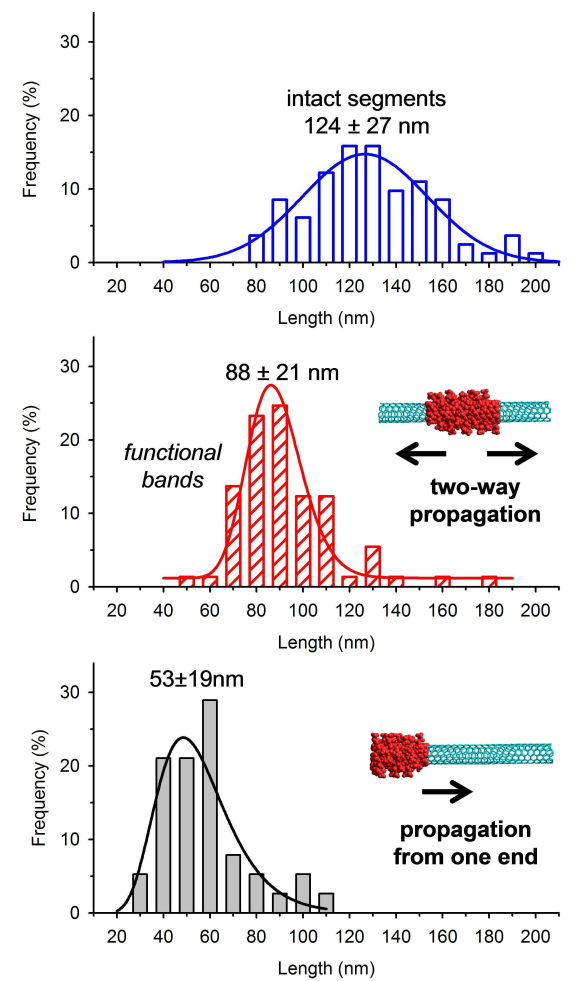 30
20
10
0
Frequency (%)
intact segments
124 ± 27 nm
20 40 60 80 100 120 140 160 180 200
Length (nm)
30
20
10
0
Frequency (%)
88 ± 21 nm
functional
bands
two-way
propagation
20 40 60 80 100 120 140 160 180 200
Length (nm)
30
20
10
0
Frequency (%)
53±19nm
propagation
from one end
20 40 60 80 100 120 140 160 180 200
Length (nm)